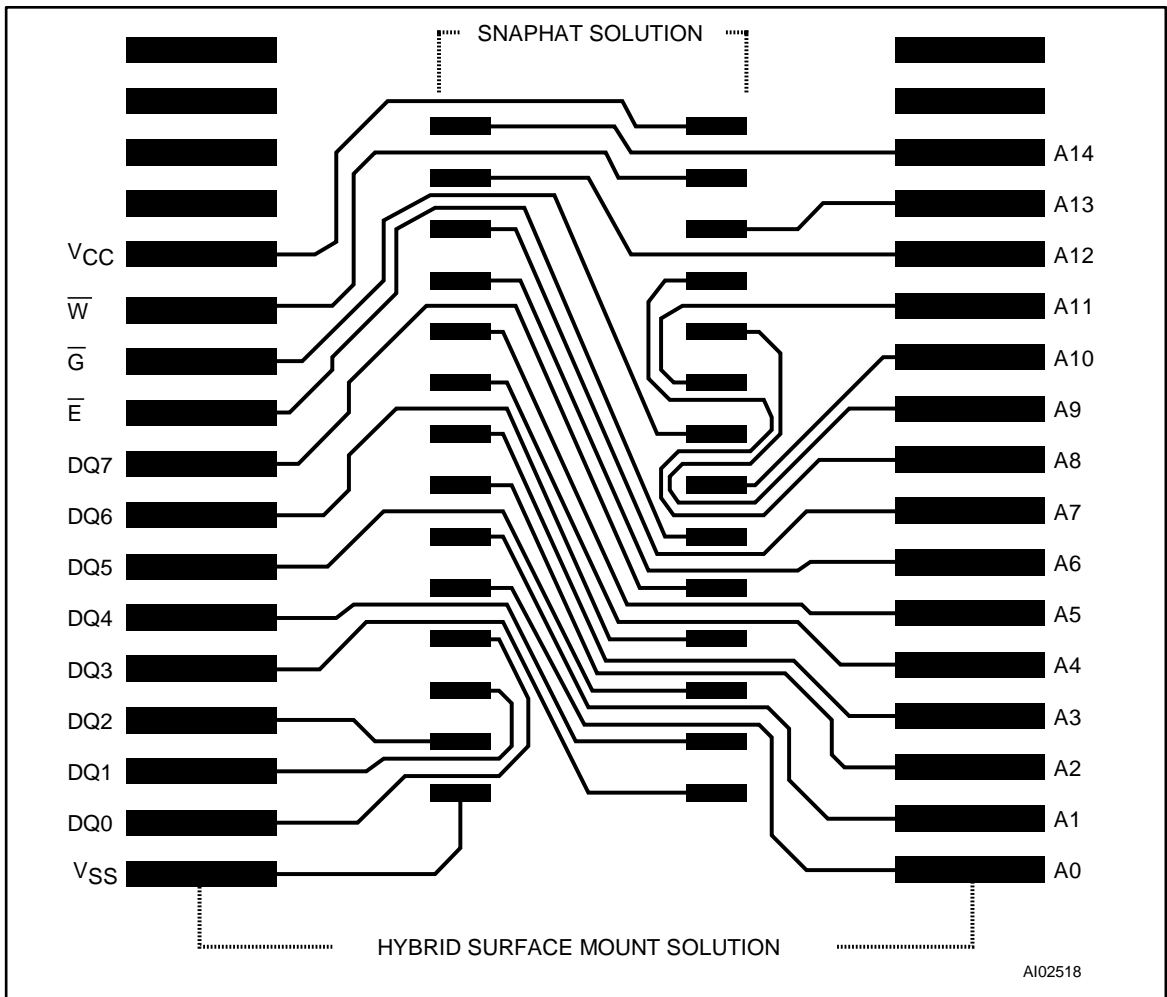 SNAPHAT SOLUTION
VCC
W̅
G̅
E̅
DQ7
DQ6
DQ5
DQ4
DQ3
DQ2
DQ1
DQ0
VSS
A14
A13
A12
A11
A10
A9
A8
A7
A6
A5
A4
A3
A2
A1
A0
HYBRID SURFACE MOUNT SOLUTION
AI02518